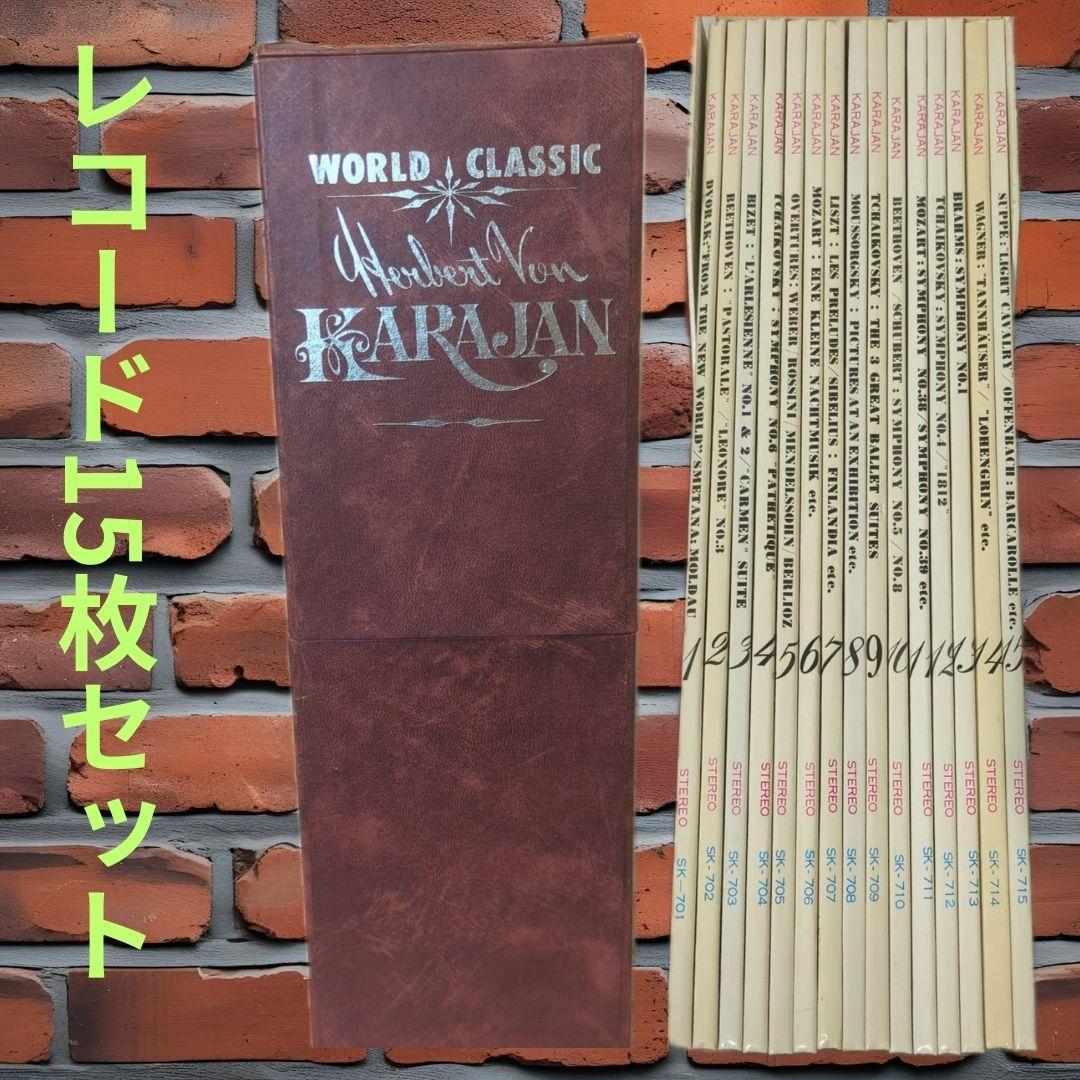 レコード15枚セット
WORLD CLASSIC
Herbert Von
KARAJAN
KARAJAN DVORAK:"FROM THE NEW WORLD"/SMETANA:MOLDAU 1 STEREO SK-701
KARAJAN BEETHOVEN : "PASTORALE" /"LEONORE" NO.3 2 STEREO SK-702
KARAJAN BIZET : "L'ARLESIENNE" NO.1 & 2/"CARMEN" SUITE 3 STEREO SK-703
KARAJAN TCHAIKOVSKY : SYMPHONY NO.6 "PATHETIQUE" 4 STEREO SK-704
KARAJAN OVERTURES: WEBER/ROSSINI/MENDELSSOHN/BERLIOZ 5 STEREO SK-705
KARAJAN MOZART : EINE KLEINE NACHTMUSIK etc. 6 STEREO SK-706
KARAJAN LISZT : LES PRELUDES/SIBELIUS : FINLANDIA etc. 7 STEREO SK-707
KARAJAN MOUSSORGSKY : PICTURES AT AN EXHIBITION etc. 8 STEREO SK-708
KARAJAN TCHAIKOVSKY : THE 3 GREAT BALLET SUITES 9 STEREO SK-709
KARAJAN BEETHOVEN /SCHUBERT : SYMPHONY NO.5 / NO.8 10 STEREO SK-710
KARAJAN MOZART : SYMPHONY NO.38/SYMPHONY NO.39 etc. 11 STEREO SK-711
KARAJAN TCHAIKOVSKY : SYMPHONY NO.4/"1812" 12 STEREO SK-712
KARAJAN BRAHMS : SYMPHONY NO.1 13 STEREO SK-713
KARAJAN WAGNER : "TANNHÄUSER" / "LOHENGRIN" etc. 14 STEREO SK-714
KARAJAN SUPPE : "LIGHT CAVALRY"/OFFENBACH : BARCAROLLE etc. 15 STEREO SK-715